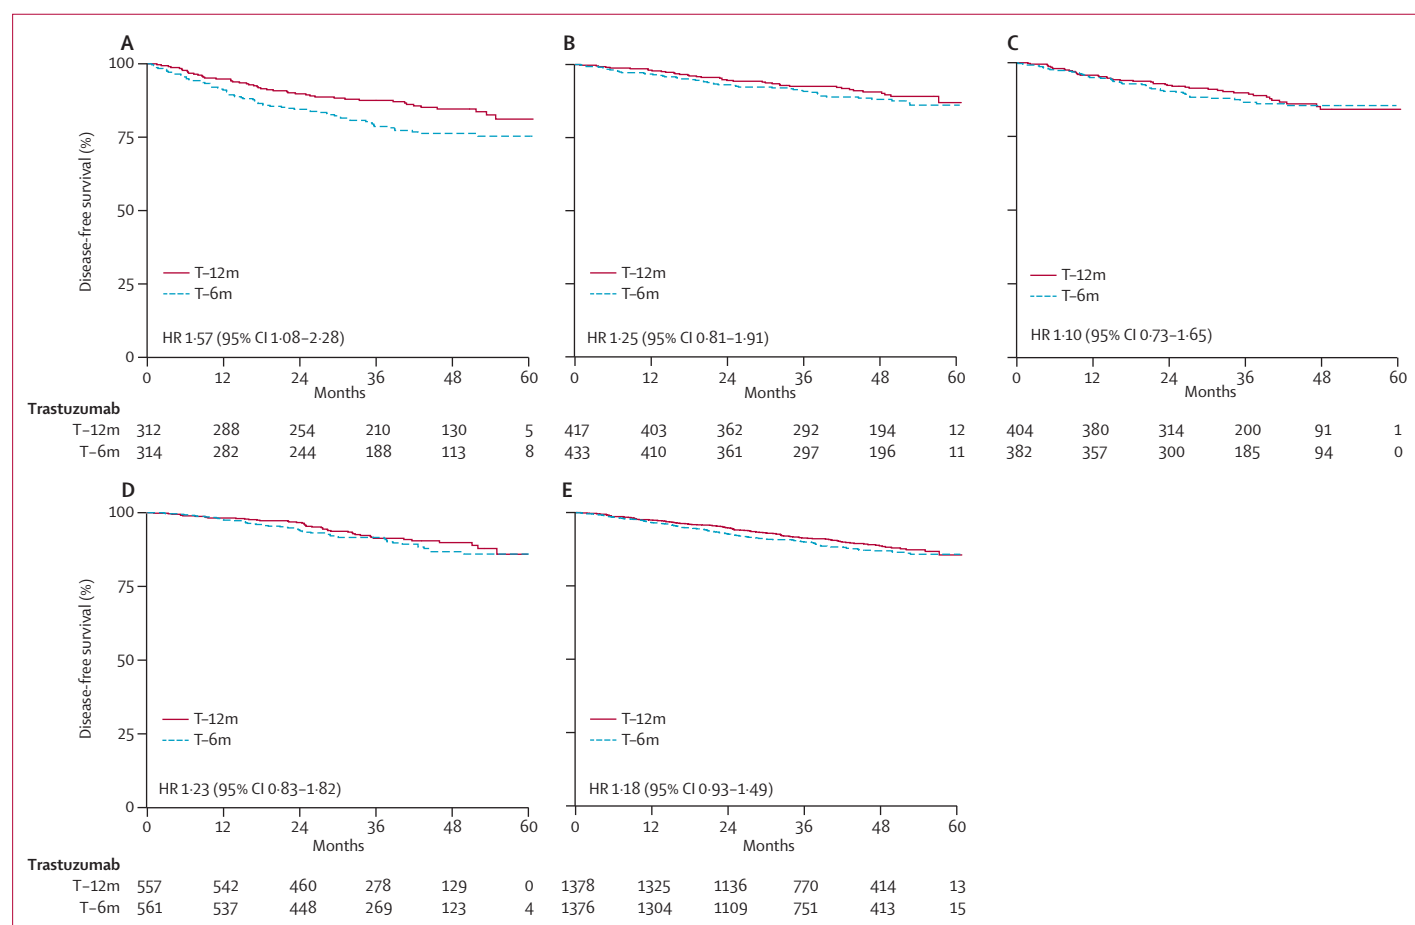 A
B
C
100
75
50
25
0
Disease-free survival (%)
T–12m
T–6m
HR 1·57 (95% CI 1·08–2·28)
T–12m
T–6m
HR 1·25 (95% CI 0·81–1·91)
T–12m
T–6m
HR 1·10 (95% CI 0·73–1·65)
0 12 24 36 48 60
0 12 24 36 48 60
0 12 24 36 48 60
Months
Months
Months
Trastuzumab
T–12m 312 288 254 210 130 5 417 403 362 292 194 12 404 380 314 200 91 1
T–6m 314 282 244 188 113 8 433 410 361 297 196 11 382 357 300 185 94 0
D
E
100
75
50
25
0
Disease-free survival (%)
T–12m
T–6m
HR 1·23 (95% CI 0·83–1·82)
T–12m
T–6m
HR 1·18 (95% CI 0·93–1·49)
0 12 24 36 48 60
0 12 24 36 48 60
Months
Months
Trastuzumab
T–12m 557 542 460 278 129 0 1378 1325 1136 770 414 13
T–6m 561 537 448 269 123 4 1376 1304 1109 751 413 15